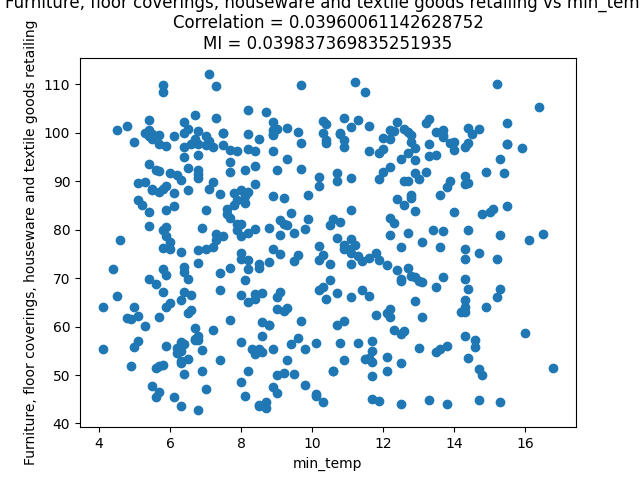 Furniture, floor coverings, houseware and textile goods retailing vs min_tem
Correlation = 0.03960061142628752
MI = 0.039837369835251935
Furniture, floor coverings, houseware and textile goods retailing
110
100
90
80
70
60
50
40
4 6 8 10 12 14 16
min_temp